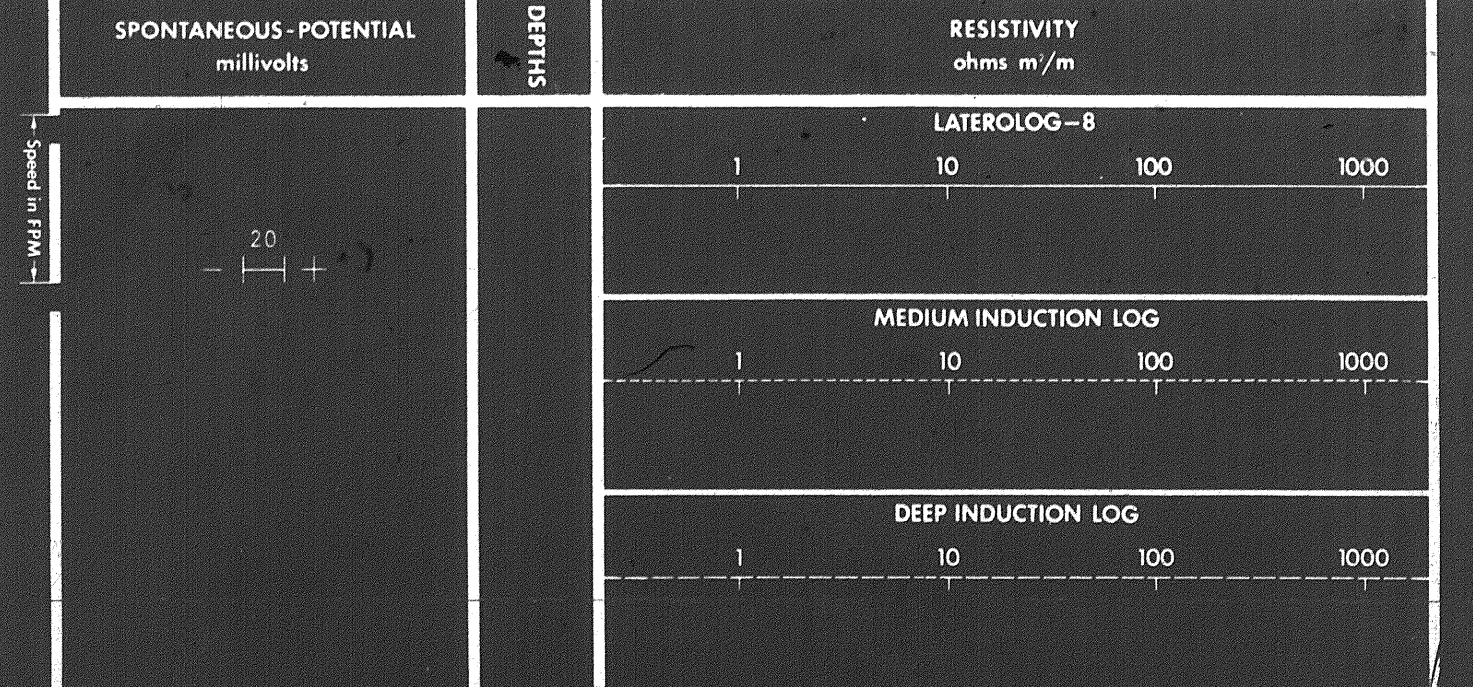 SPONTANEOUS-POTENTIAL
millivolts
DEPTHS
RESISTIVITY
ohms m²/m
Speed in FPM
- 20 +
LATEROLOG-8
1 10 100 1000
MEDIUM INDUCTION LOG
1 10 100 1000
DEEP INDUCTION LOG
1 10 100 1000